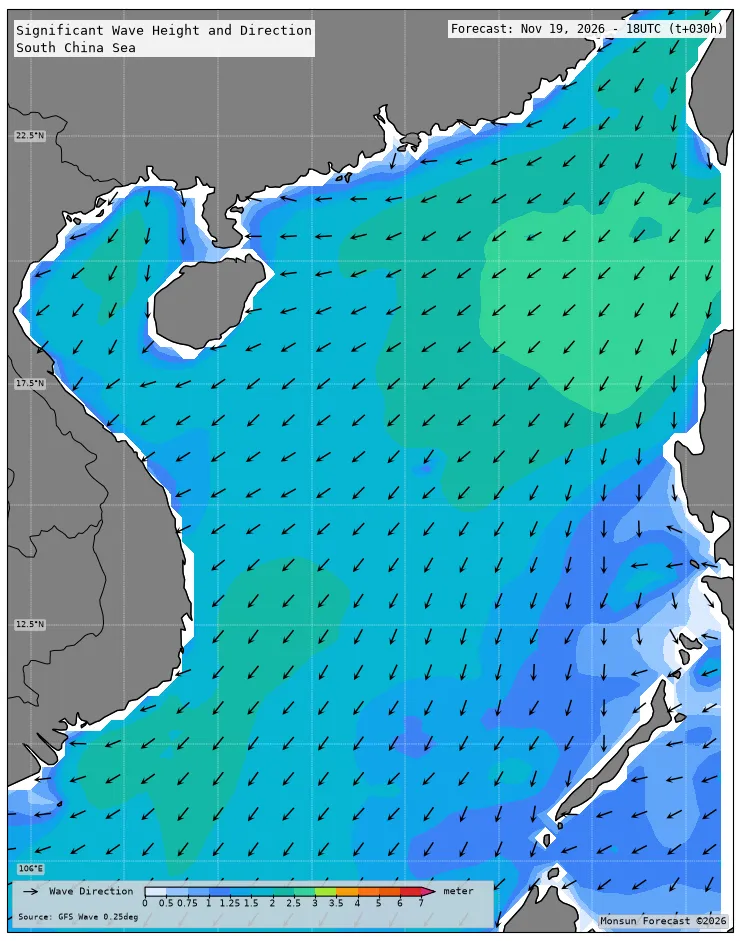 Significant Wave Height and Direction
South China Sea
Forecast: Nov 19, 2026 - 18UTC (t+030h)
22.5°N
17.5°N
12.5°N
106°E
Wave Direction
0 0.5 0.75 1 1.25 1.5 2 2.5 3 3.5 4 5 6 7
meter
Source: GFS Wave 0.25deg
Monsun Forecast ©2026